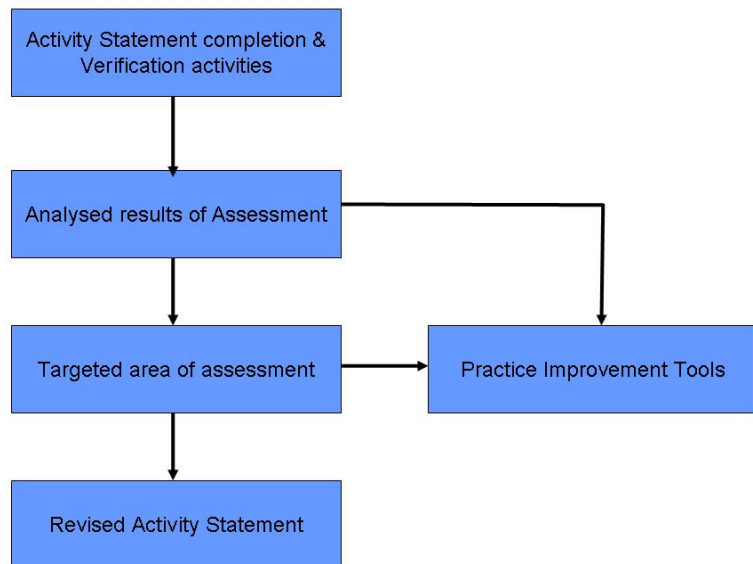 Activity Statement completion &
Verification activities
Analysed results of Assessment
Targeted area of assessment
Practice Improvement Tools
Revised Activity Statement